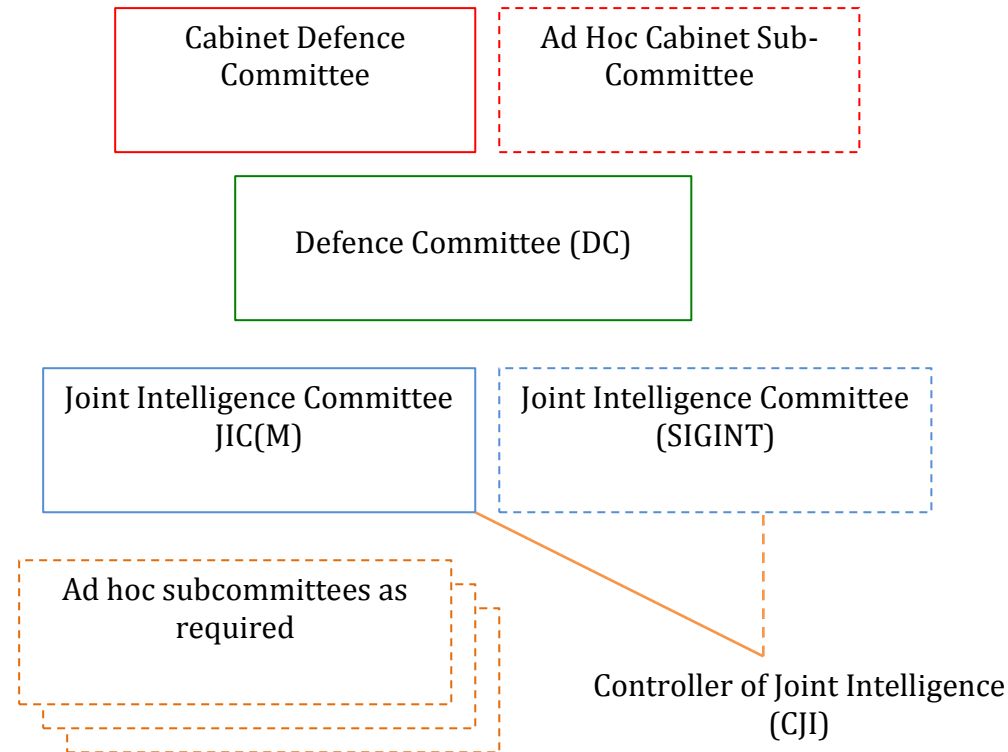 Cabinet Defence
Committee
Ad Hoc Cabinet Sub-
Committee
Defence Committee (DC)
Joint Intelligence Committee
JIC(M)
Joint Intelligence Committee
(SIGINT)
Ad hoc subcommittees as
required
Controller of Joint Intelligence
(CJI)